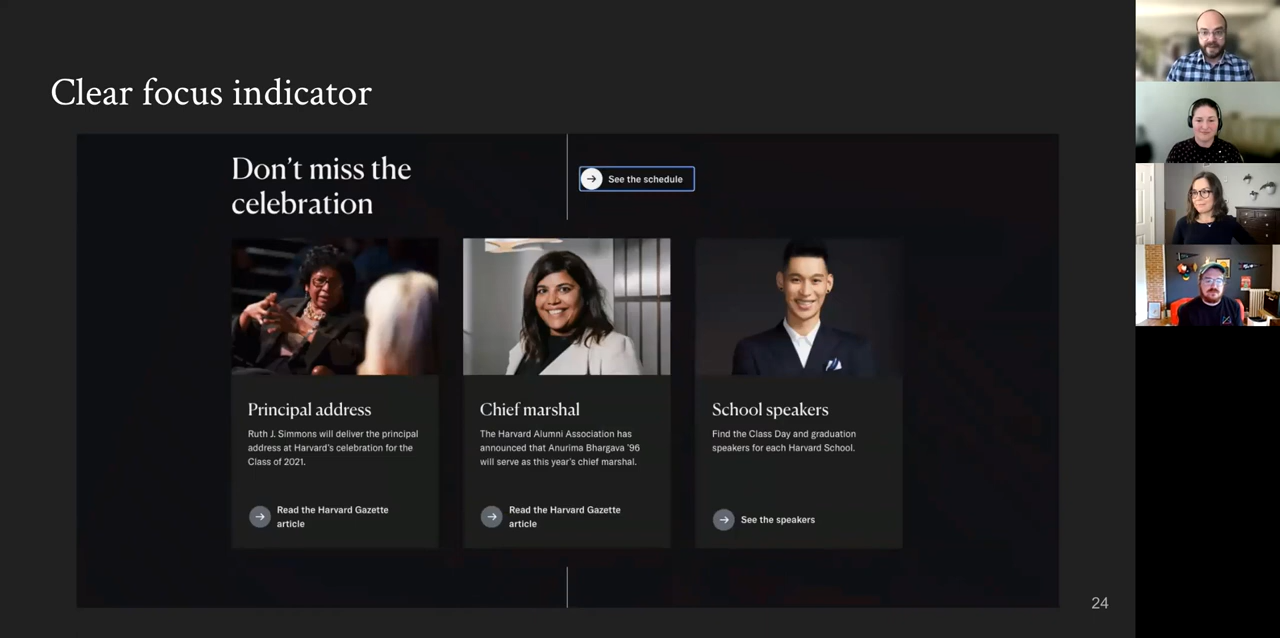 Clear focus indicator
Don’t miss the
celebration
See the schedule
Principal address
Ruth J. Simmons will deliver the principal
address at Harvard’s celebration for the
Class of 2021.
Read the Harvard Gazette
article
Chief marshal
The Harvard Alumni Association has
announced that Anurima Bhargava ’96
will serve as this year’s chief marshal.
Read the Harvard Gazette
article
School speakers
Find the Class Day and graduation
speakers for each Harvard School.
See the speakers
24